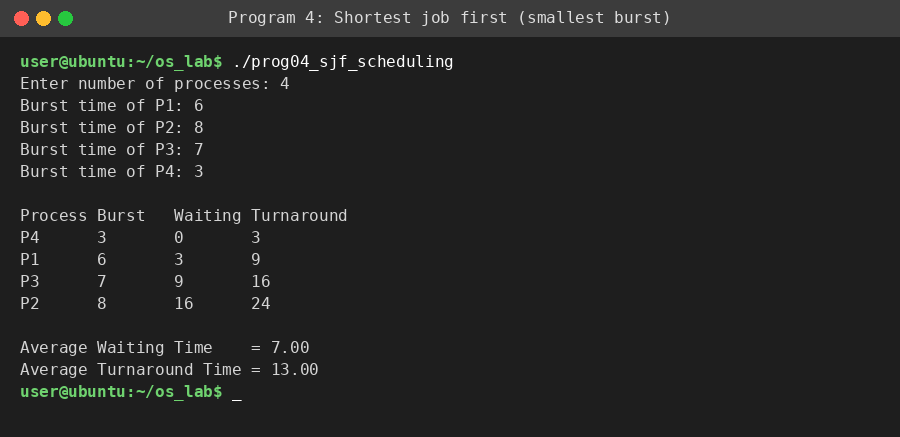 Program 4: Shortest job first (smallest burst)
user@ubuntu:~/os_lab$ ./prog04_sjf_scheduling
Enter number of processes: 4
Burst time of P1: 6
Burst time of P2: 8
Burst time of P3: 7
Burst time of P4: 3
Process Burst   Waiting Turnaround
P4      3       0       3
P1      6       3       9
P3      7       9       16
P2      8       16      24
Average Waiting Time    = 7.00
Average Turnaround Time = 13.00
user@ubuntu:~/os_lab$ _